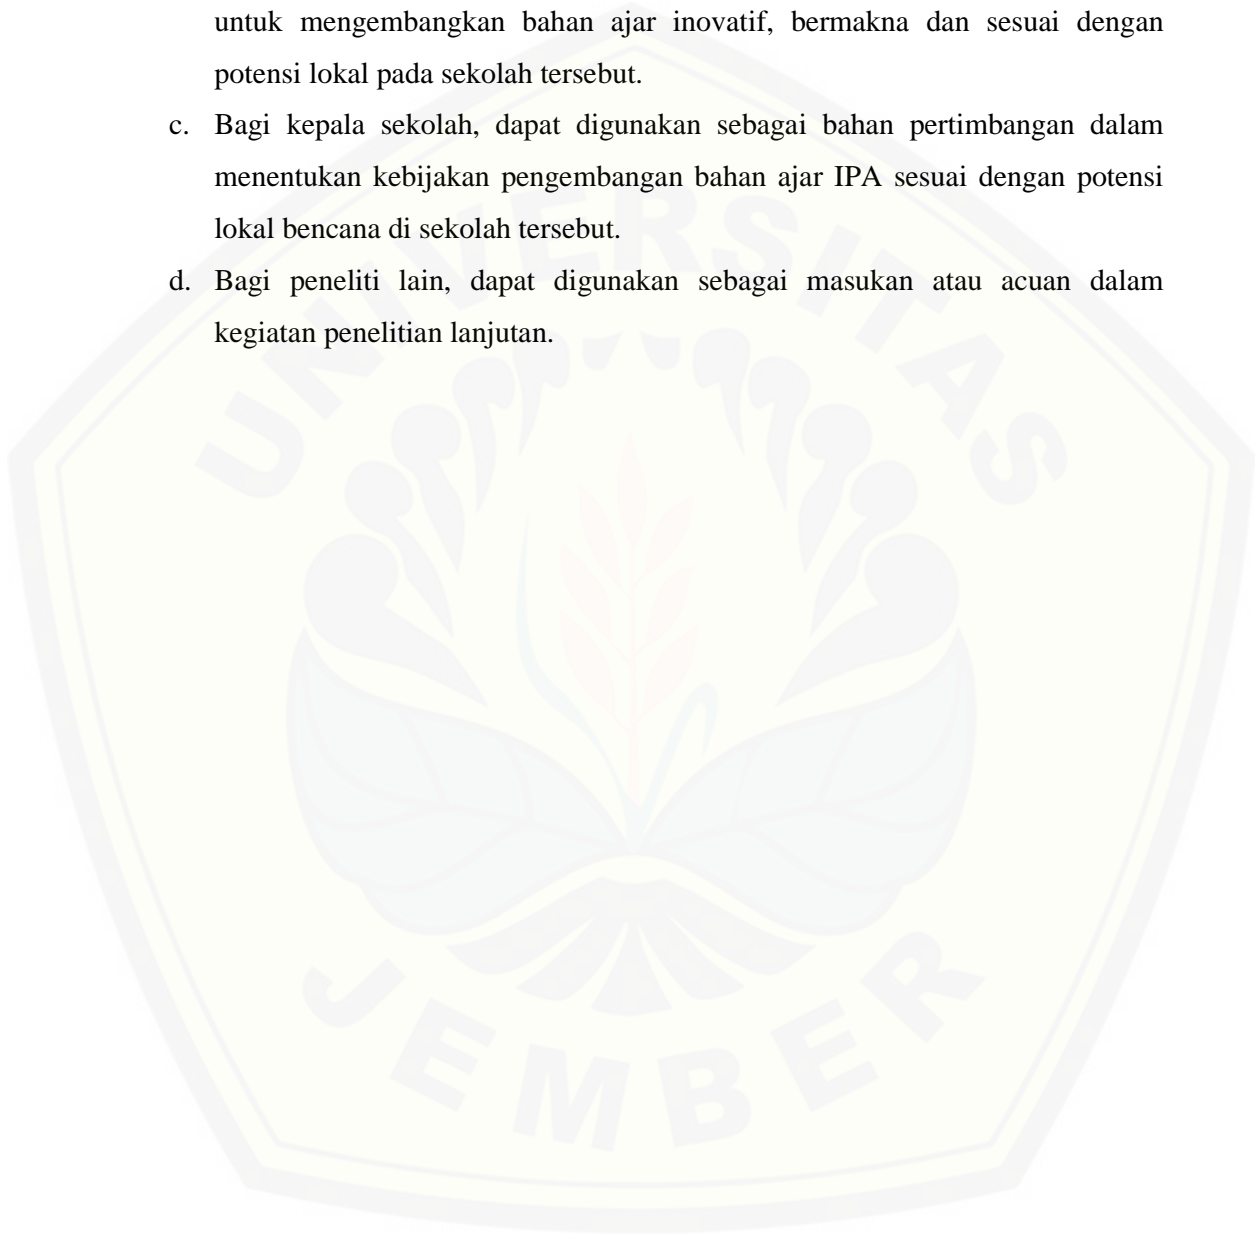 untuk mengembangkan bahan ajar inovatif, bermakna dan sesuai dengan
potensi lokal pada sekolah tersebut.
c. Bagi kepala sekolah, dapat digunakan sebagai bahan pertimbangan dalam
menentukan kebijakan pengembangan bahan ajar IPA sesuai dengan potensi
lokal bencana di sekolah tersebut.
d. Bagi peneliti lain, dapat digunakan sebagai masukan atau acuan dalam
kegiatan penelitian lanjutan.
UNIVERSITAS
JEMBER